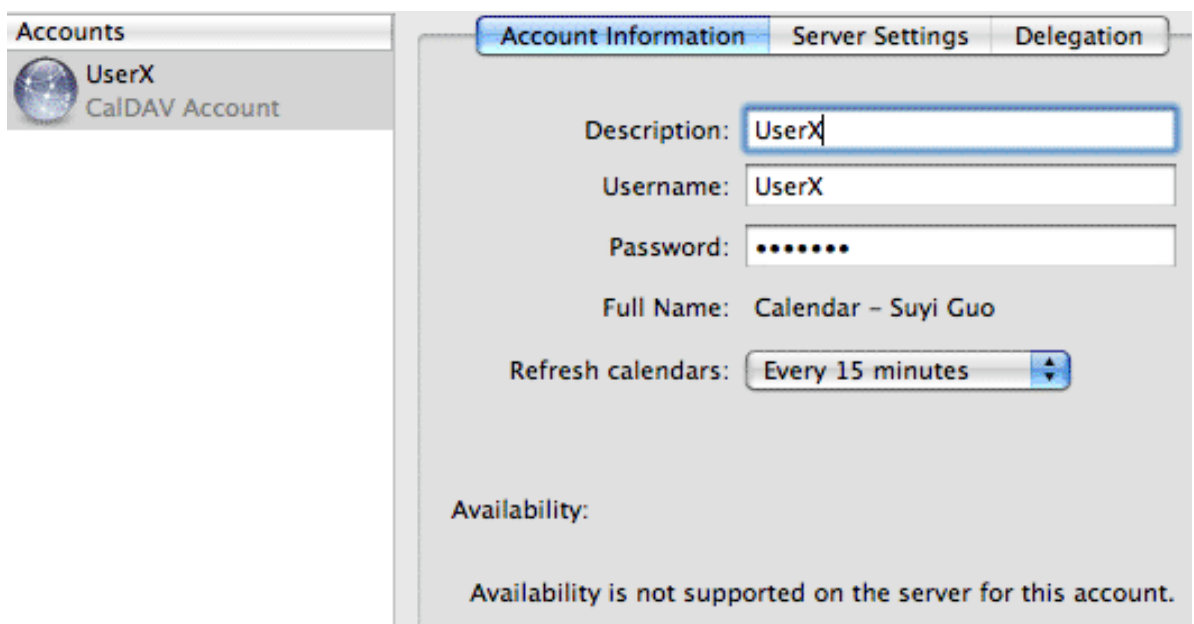 Accounts
UserX
CalDAV Account
Account Information Server Settings Delegation
Description: UserX
Username: UserX
Password: •••••••
Full Name: Calendar – Suyi Guo
Refresh calendars: Every 15 minutes
Availability:
Availability is not supported on the server for this account.